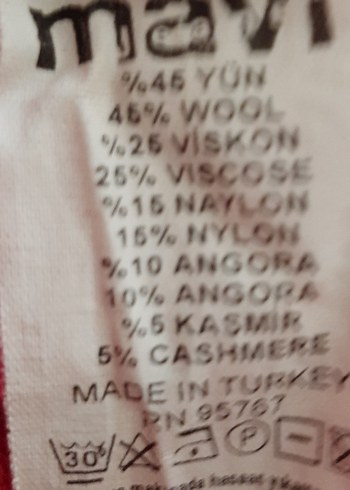 mavi
%45 YÜN
45% WOOL
%25 VİSKON
25% VISCOSE
%15 NAYLON
15% NYLON
%10 ANGORA
10% ANGORA
%5 KAŞMİR
5% CASHMERE
MADE IN TURKEY
RN 95767
30° P